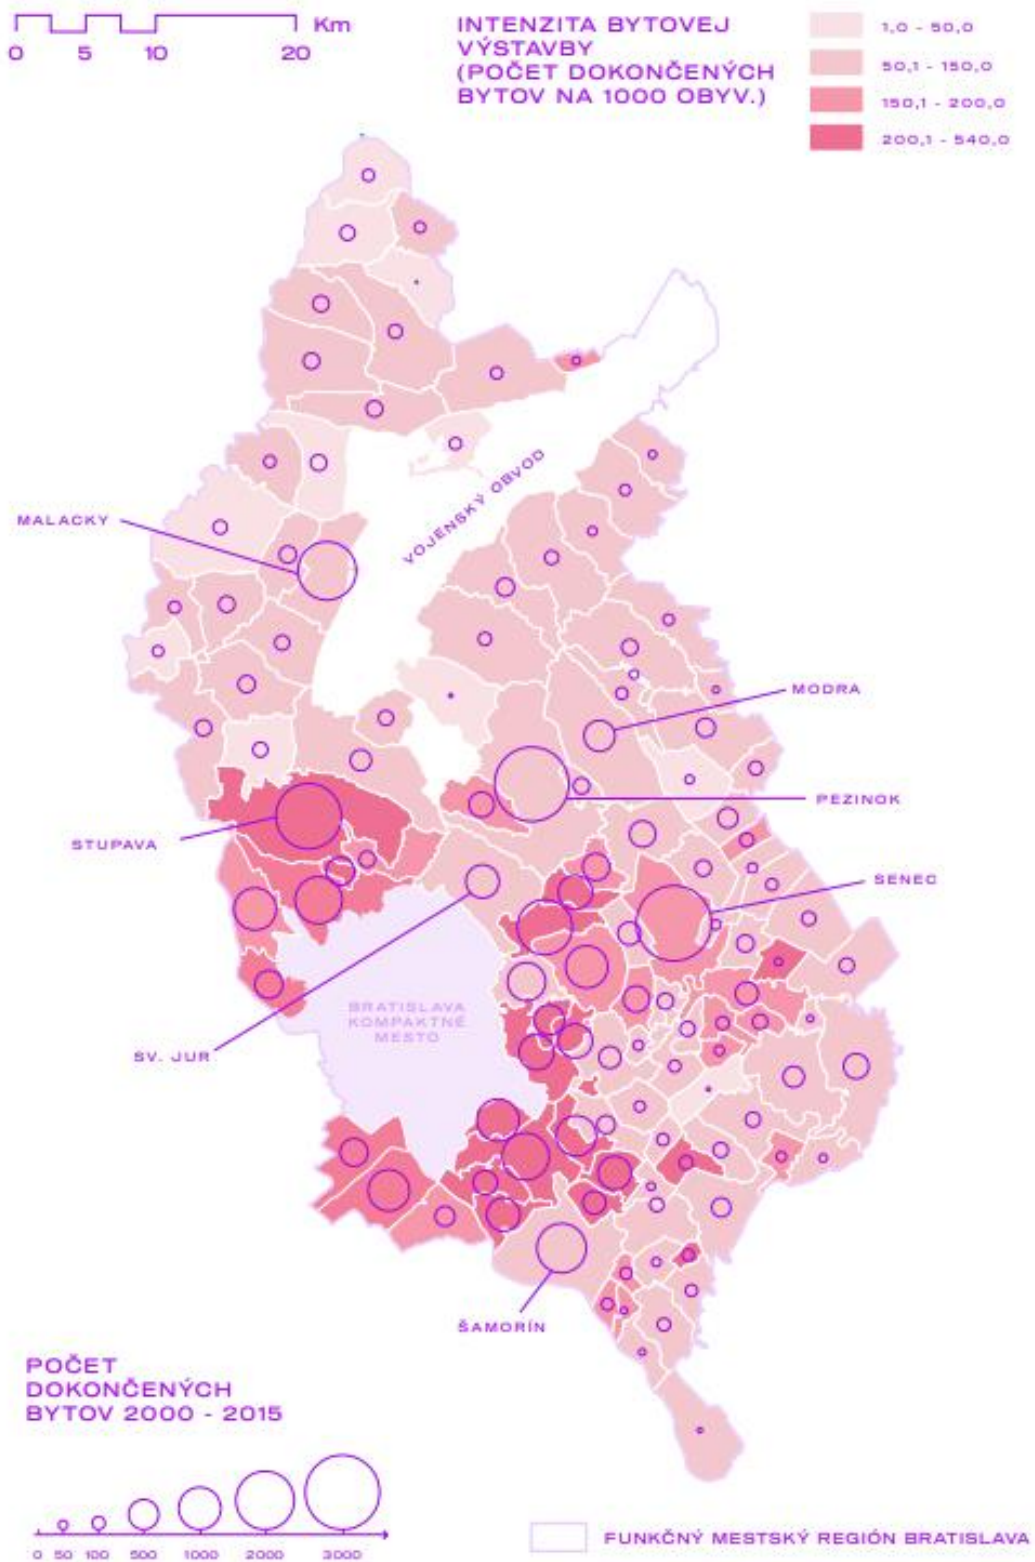 Km
0 5 10 20
INTENZITA BYTOVEJ
VÝSTAVBY
(POČET DOKONČENÝCH
BYTOV NA 1000 OBYV.)
1,0 - 50,0
50,1 - 150,0
150,1 - 200,0
200,1 - 540,0
VOJENSKÝ OBVOD
MALACKY
MODRA
PEZINOK
STUPAVA
SENEC
BRATISLAVA
KOMPAKTNÉ
MESTO
SV. JUR
ŠAMORÍN
POČET
DOKONČENÝCH
BYTOV 2000 - 2015
0 50 100 500 1000 2000 3000
FUNKČNÝ MESTSKÝ REGIÓN BRATISLAVA